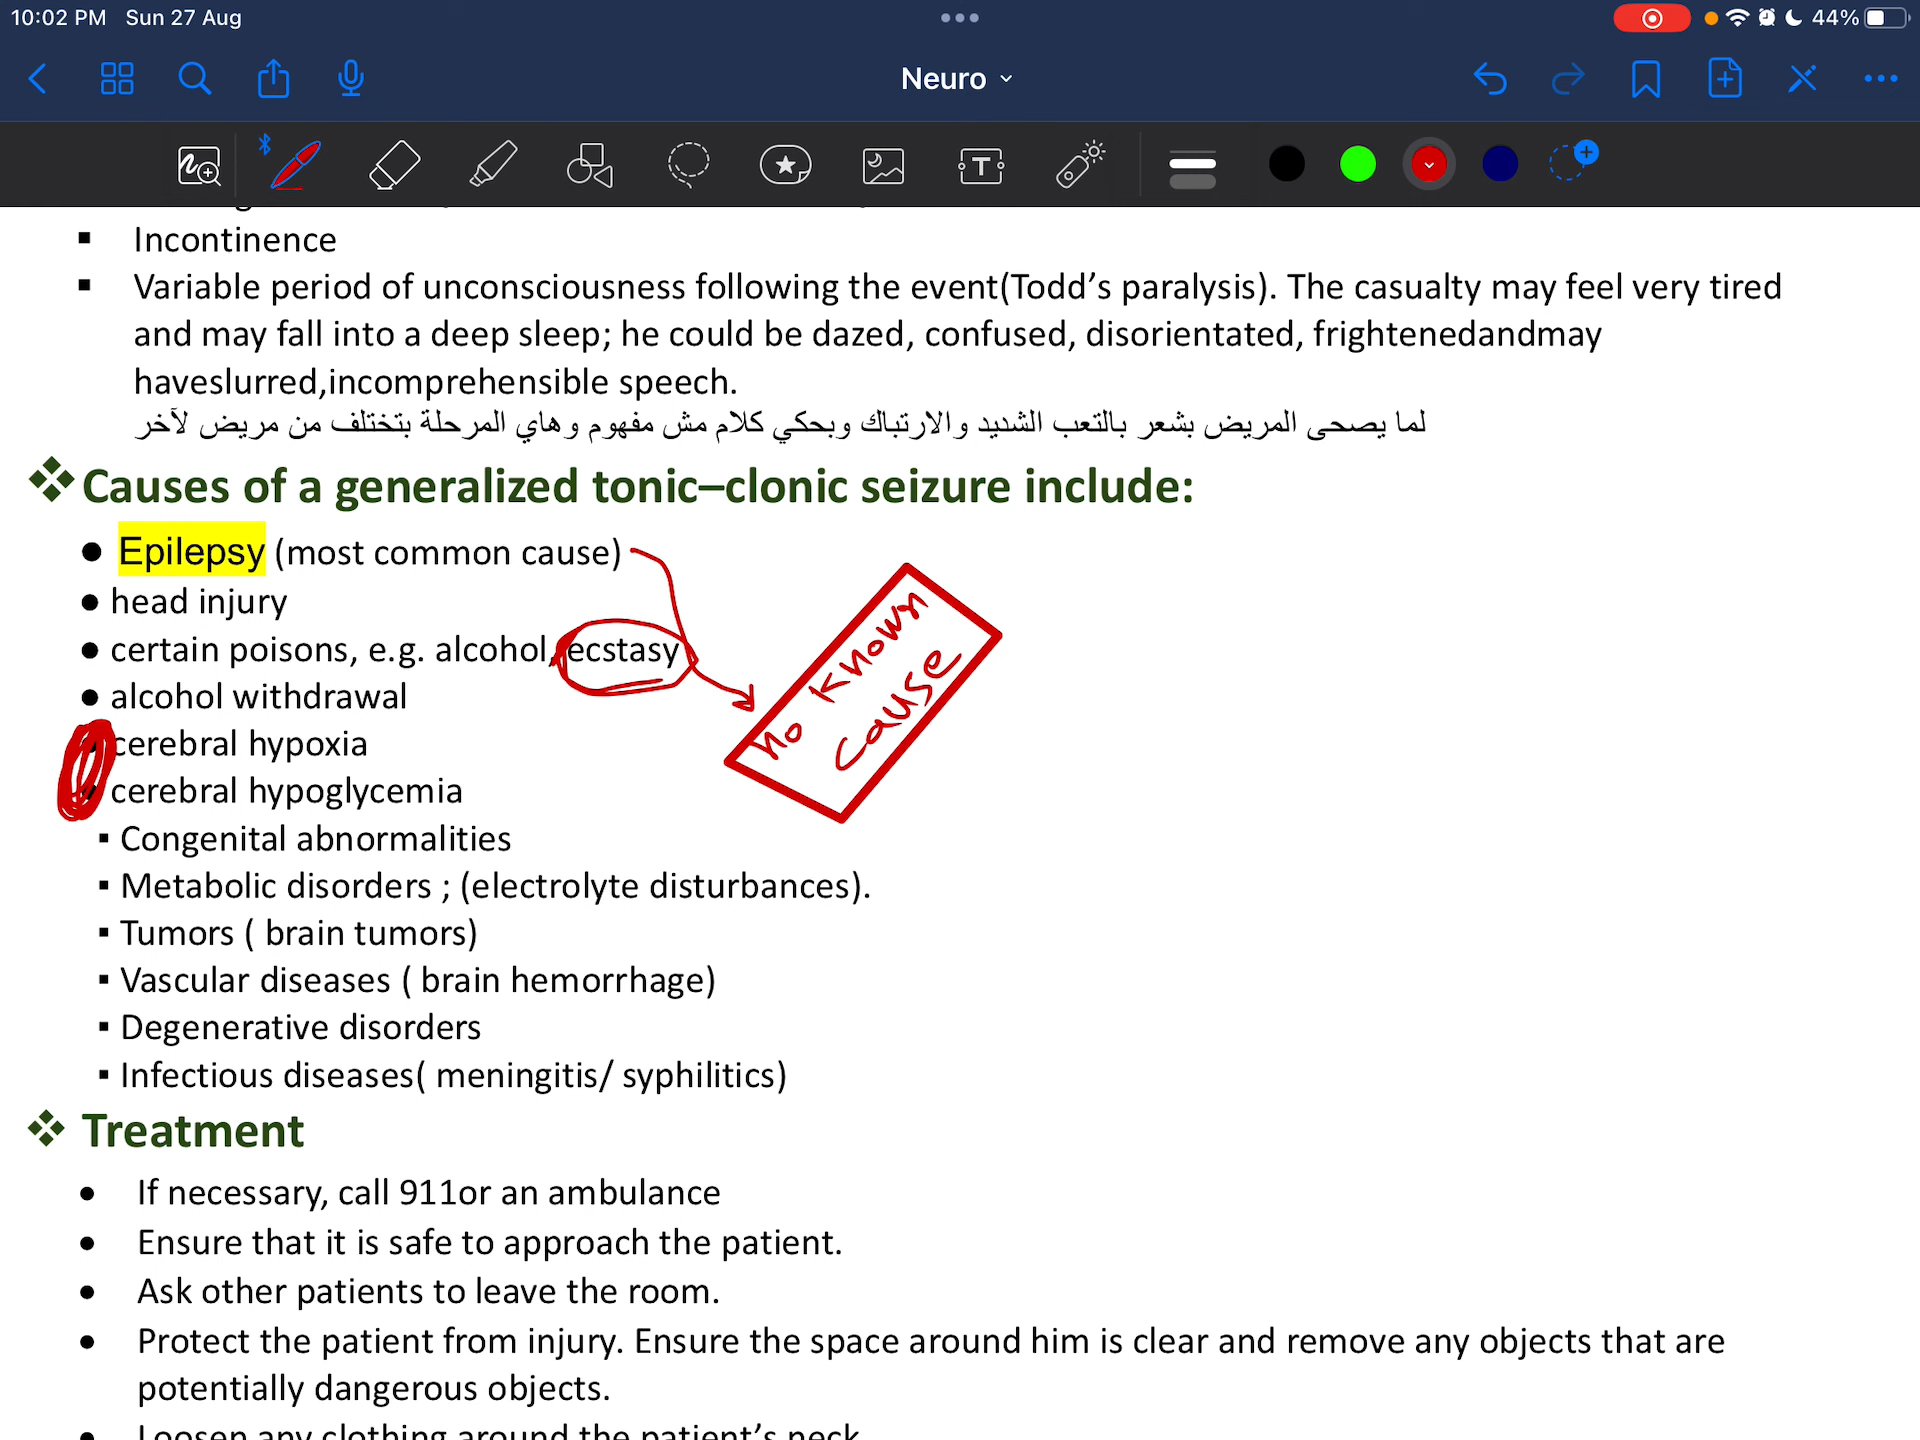 10:02 PM Sun 27 Aug
44%
Neuro
T
▪ Incontinence
▪ Variable period of unconsciousness following the event(Todd’s paralysis). The casualty may feel very tired
and may fall into a deep sleep; he could be dazed, confused, disorientated, frightenedandmay
haveslurred,incomprehensible speech.
لما يصحى المريض بشعر بالتعب الشديد والارتباك وبحكي كلام مش مفهوم وهاي المرحلة بتختلف من مريض لآخر
❖Causes of a generalized tonic–clonic seizure include:
● Epilepsy (most common cause)
● head injury
● certain poisons, e.g. alcohol, ecstasy
● alcohol withdrawal
● cerebral hypoxia
● cerebral hypoglycemia
no known
cause
▪ Congenital abnormalities
▪ Metabolic disorders ; (electrolyte disturbances).
▪ Tumors ( brain tumors)
▪ Vascular diseases ( brain hemorrhage)
▪ Degenerative disorders
▪ Infectious diseases( meningitis/ syphilitics)
❖ Treatment
• If necessary, call 911or an ambulance
• Ensure that it is safe to approach the patient.
• Ask other patients to leave the room.
• Protect the patient from injury. Ensure the space around him is clear and remove any objects that are
potentially dangerous objects.
• Loosen any clothing around the patient’s neck